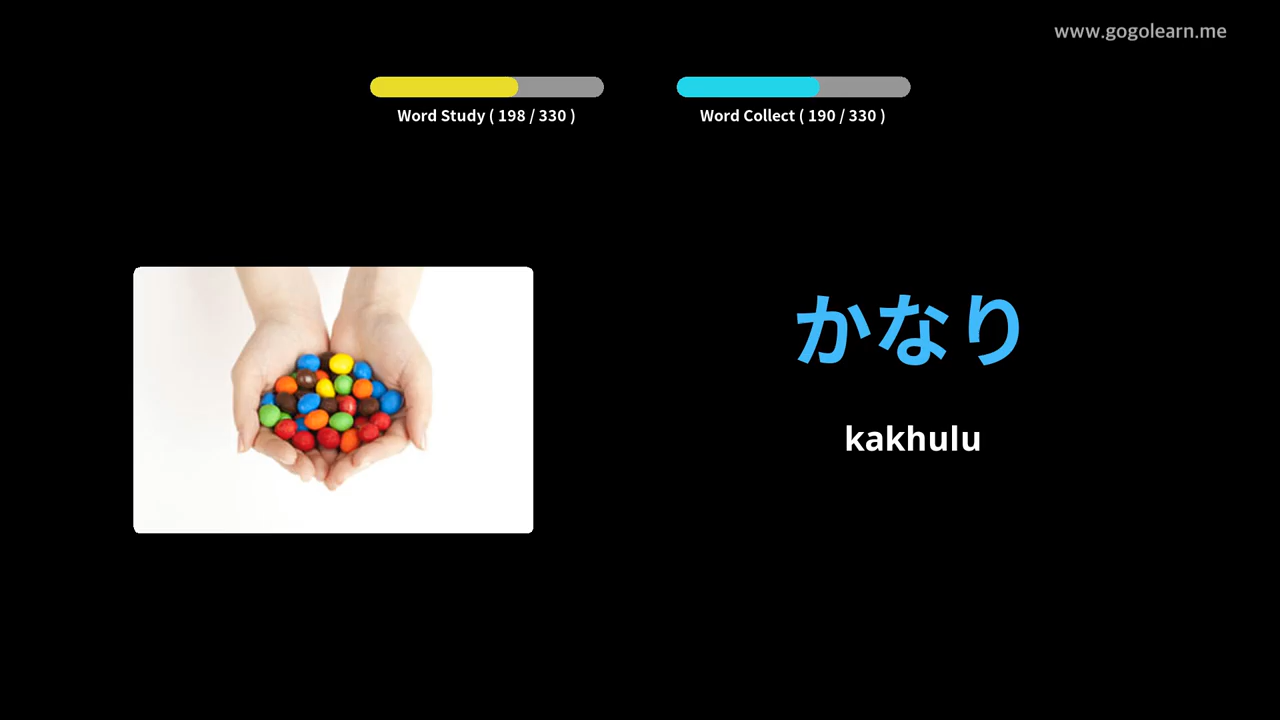 www.gogolearn.me
Word Study ( 198 / 330 )
Word Collect ( 190 / 330 )
かなり
kakhulu